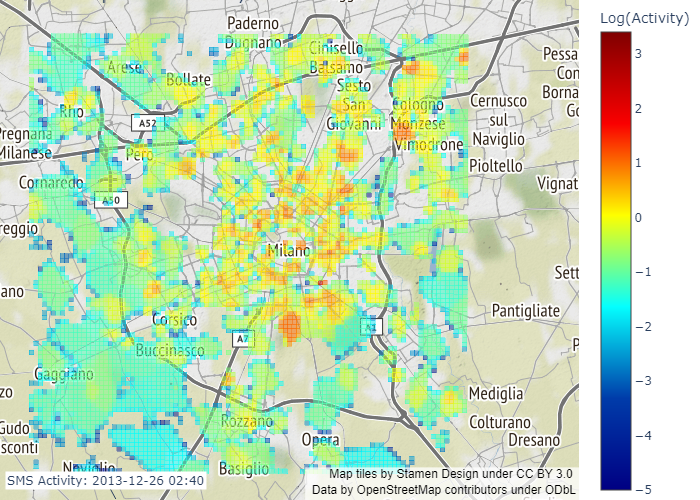 Log(Activity)
3
2
1
0
−1
−2
−3
−4
−5
Paderno
Dugnano
Cinisello
Balsamo
Arese
Bollate
Sesto
San
Giovanni
Cologno
Monzese
Vimodrone
Cernusco
sul
Naviglio
Pioltello
Pessa
Con
Borna
Go
Rho
A52
Pregnana
Milanese
Pero
Cornaredo
A50
Vignat
reggio
Milano
Sett
ano
Corsico
Pantigliate
A7
A1
Buccinasco
P
Gaggiano
zo
Mediglia
Rozzano
Colturano
Gudo
sconti
Opera
Dresano
Naviglio
Basiglio
SMS Activity: 2013-12-26 02:40
Map tiles by Stamen Design under CC BY 3.0
Data by OpenStreetMap contributors under ODbL